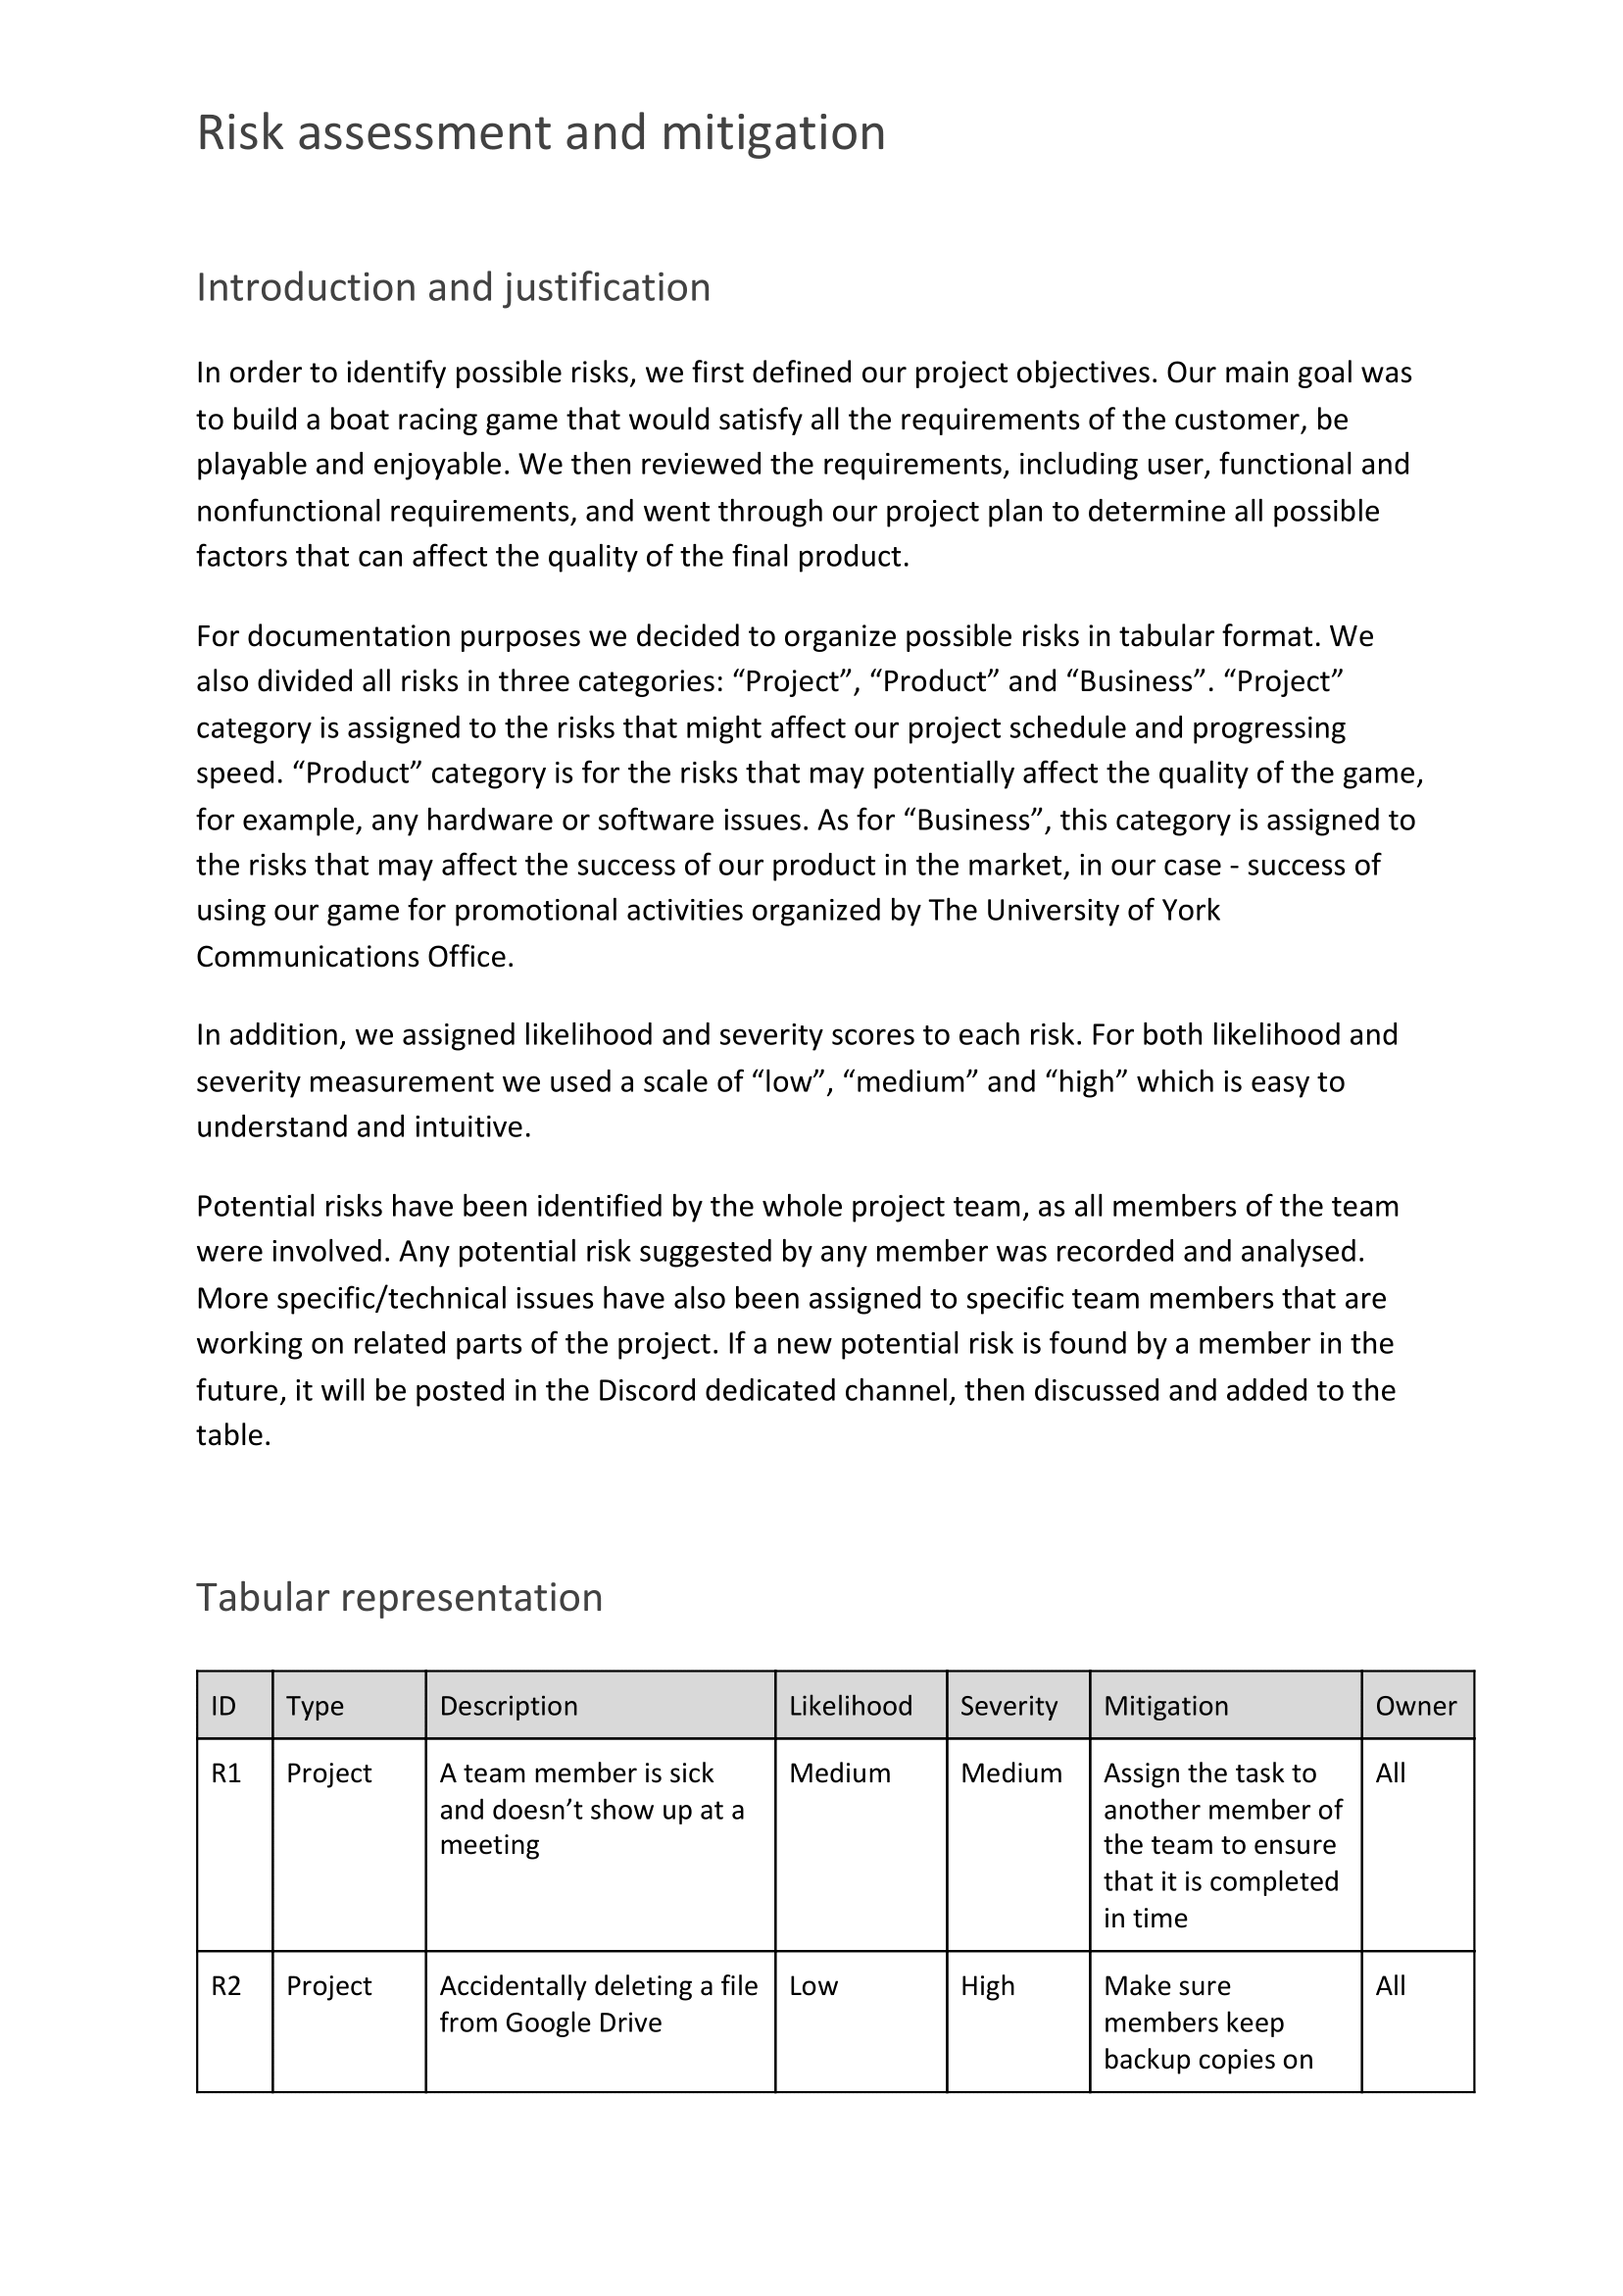 Risk assessment and mitigation
Introduction and justification
In order to identify possible risks, we first defined our project objectives. Our main goal was
to build a boat racing game that would satisfy all the requirements of the customer, be
playable and enjoyable. We then reviewed the requirements, including user, functional and
nonfunctional requirements, and went through our project plan to determine all possible
factors that can affect the quality of the final product.
For documentation purposes we decided to organize possible risks in tabular format. We
also divided all risks in three categories: “Project”, “Product” and “Business”. “Project”
category is assigned to the risks that might affect our project schedule and progressing
speed. “Product” category is for the risks that may potentially affect the quality of the game,
for example, any hardware or software issues. As for “Business”, this category is assigned to
the risks that may affect the success of our product in the market, in our case - success of
using our game for promotional activities organized by The University of York
Communications Office.
In addition, we assigned likelihood and severity scores to each risk. For both likelihood and
severity measurement we used a scale of “low”, “medium” and “high” which is easy to
understand and intuitive.
Potential risks have been identified by the whole project team, as all members of the team
were involved. Any potential risk suggested by any member was recorded and analysed.
More specific/technical issues have also been assigned to specific team members that are
working on related parts of the project. If a new potential risk is found by a member in the
future, it will be posted in the Discord dedicated channel, then discussed and added to the
table.
Tabular representation
ID Type Description Likelihood Severity Mitigation Owner
R1 Project A team member is sick Medium Medium Assign the task to All
and doesn’t show up at a another member of
meeting the team to ensure
that it is completed
in time
R2 Project Accidentally deleting a file Low High Make sure All
from Google Drive members keep
backup copies on